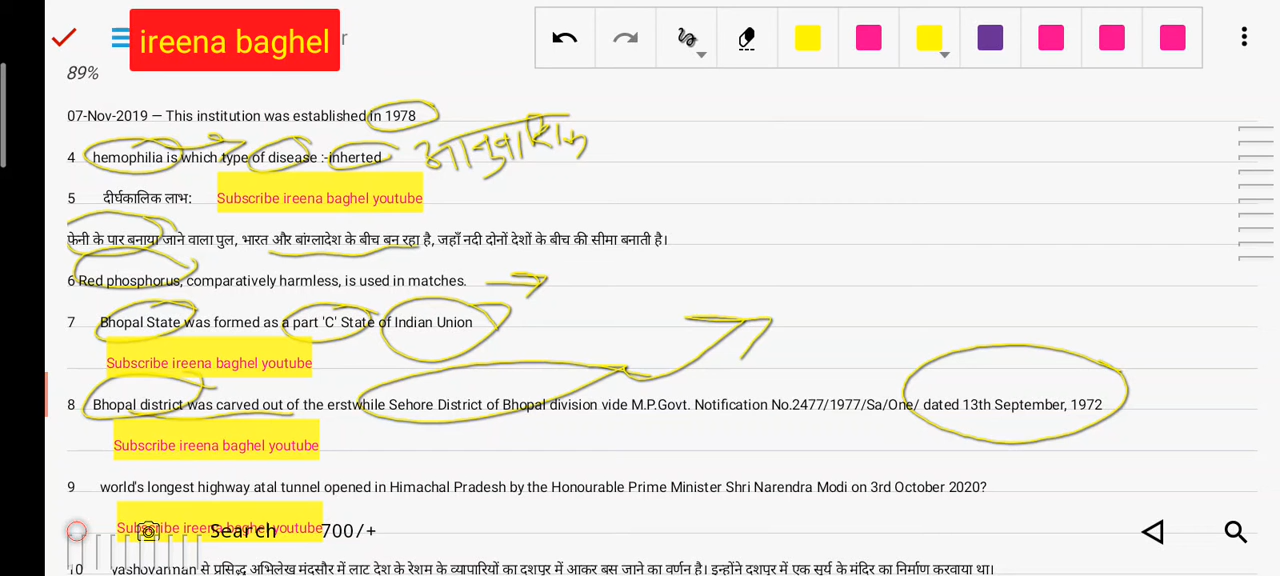 ireena baghel r
89%
07-Nov-2019 — This institution was established in 1978
4 hemophilia is which type of disease :-inherted
5 दीर्घकालिक लाभ: Subscribe ireena baghel youtube
फेनी के पार बनाया जाने वाला पुल, भारत और बांग्लादेश के बीच बन रहा है, जहाँ नदी दोनों देशों के बीच की सीमा बनाती है।
6 Red phosphorus, comparatively harmless, is used in matches.
7 Bhopal State was formed as a part 'C' State of Indian Union
Subscribe ireena baghel youtube
8 Bhopal district was carved out of the erstwhile Sehore District of Bhopal division vide M.P.Govt. Notification No.2477/1977/Sa/One/ dated 13th September, 1972
Subscribe ireena baghel youtube
9 world's longest highway atal tunnel opened in Himachal Pradesh by the Honourable Prime Minister Shri Narendra Modi on 3rd October 2020?
Subscribe ireena baghel youtube
Search 700/+
10 yashovarman से प्रसिद्ध अभिलेख मंदसौर में लाट देश के रेशम के व्यापारियों का दशपुर में आकर बस जाने का वर्णन है। इन्होंने दशपुर में एक सूर्य के मंदिर का निर्माण करवाया था।